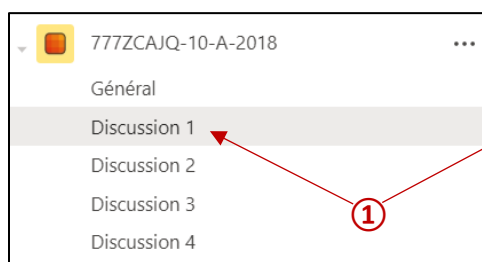 777ZCAJQ-10-A-2018 ...
Général
Discussion 1
Discussion 2
Discussion 3
①
Discussion 4